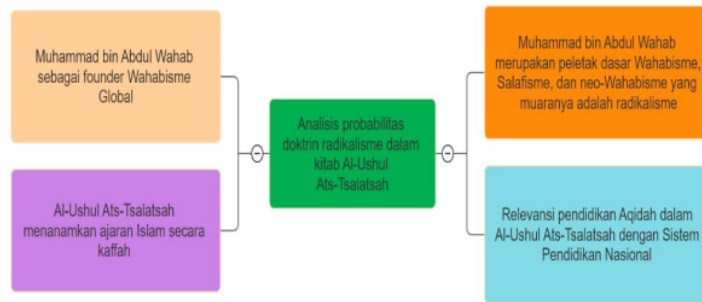 Muhammad bin Abdul Wahab
sebagai founder Wahabisme
Global
Al-Ushul Ats-Tsalatsah
menanamkan ajaran Islam secara
kaffah
Analisis probabilitas
doktrin radikalisme dalam
kitab Al-Ushul
Ats-Tsalatsah
Muhammad bin Abdul Wahab
merupakan peletak dasar Wahabisme,
Salafisme, dan neo-Wahabisme yang
muaranya adalah radikalisme
Relevansi pendidikan Aqidah dalam
Al-Ushul Ats-Tsalatsah dengan Sistem
Pendidikan Nasional